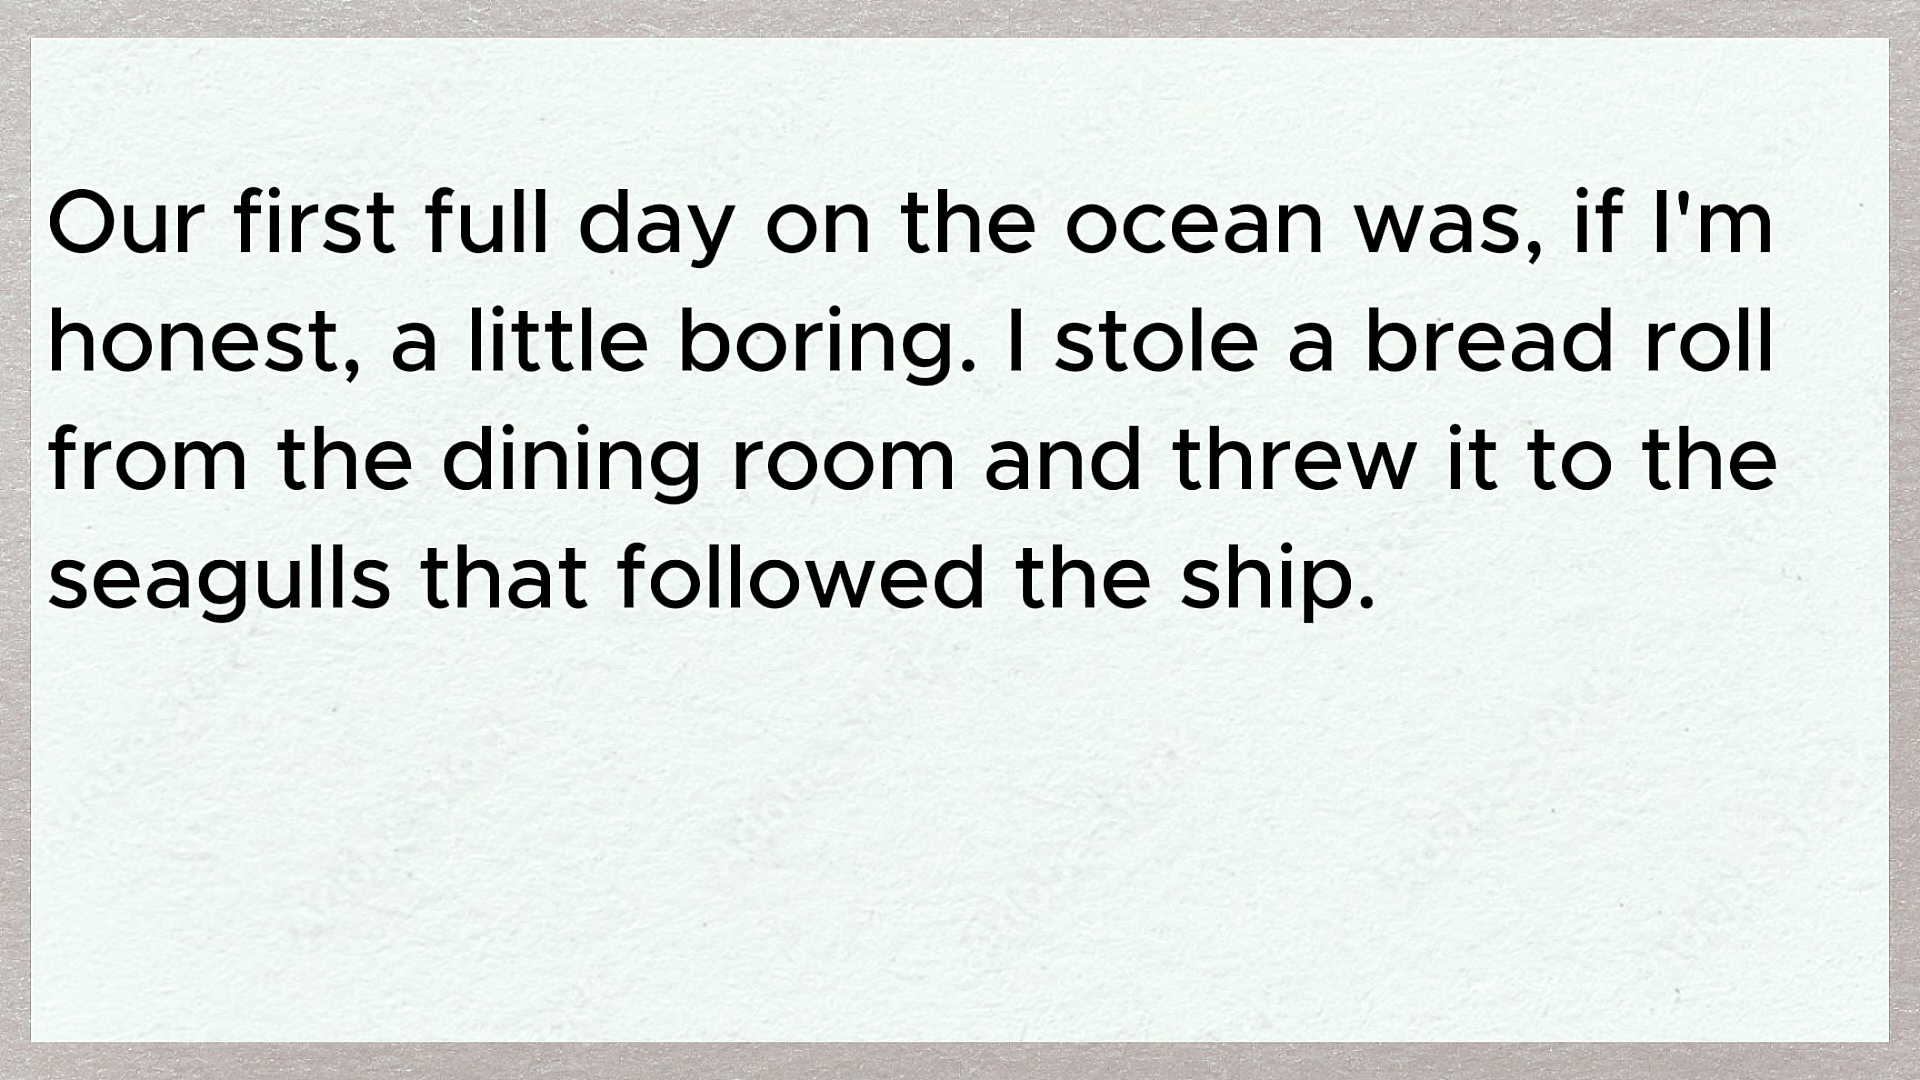 Our first full day on the ocean was, if I'm
honest, a little boring. I stole a bread roll
from the dining room and threw it to the
seagulls that followed the ship.